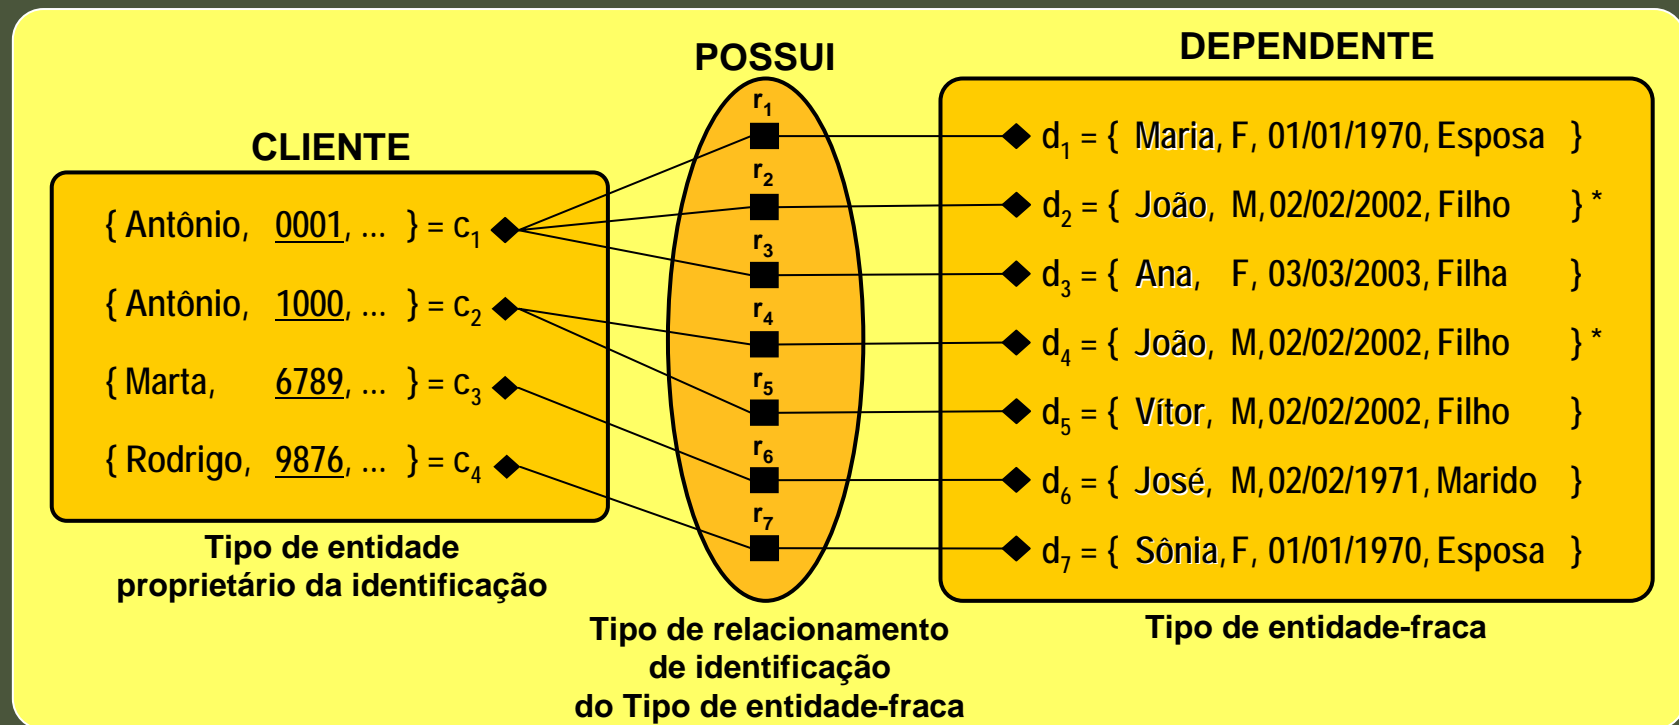 CLIENTE
{ Antônio, 0001, ... } = c1
{ Antônio, 1000, ... } = c2
{ Marta, 6789, ... } = c3
{ Rodrigo, 9876, ... } = c4
Tipo de entidade
proprietário da identificação
POSSUI
r1
r2
r3
r4
r5
r6
r7
Tipo de relacionamento
de identificação
do Tipo de entidade-fraca
DEPENDENTE
d1 = { Maria, F, 01/01/1970, Esposa }
d2 = { João, M, 02/02/2002, Filho } *
d3 = { Ana, F, 03/03/2003, Filha }
d4 = { João, M, 02/02/2002, Filho } *
d5 = { Vítor, M, 02/02/2002, Filho }
d6 = { José, M, 02/02/1971, Marido }
d7 = { Sônia, F, 01/01/1970, Esposa }
Tipo de entidade-fraca